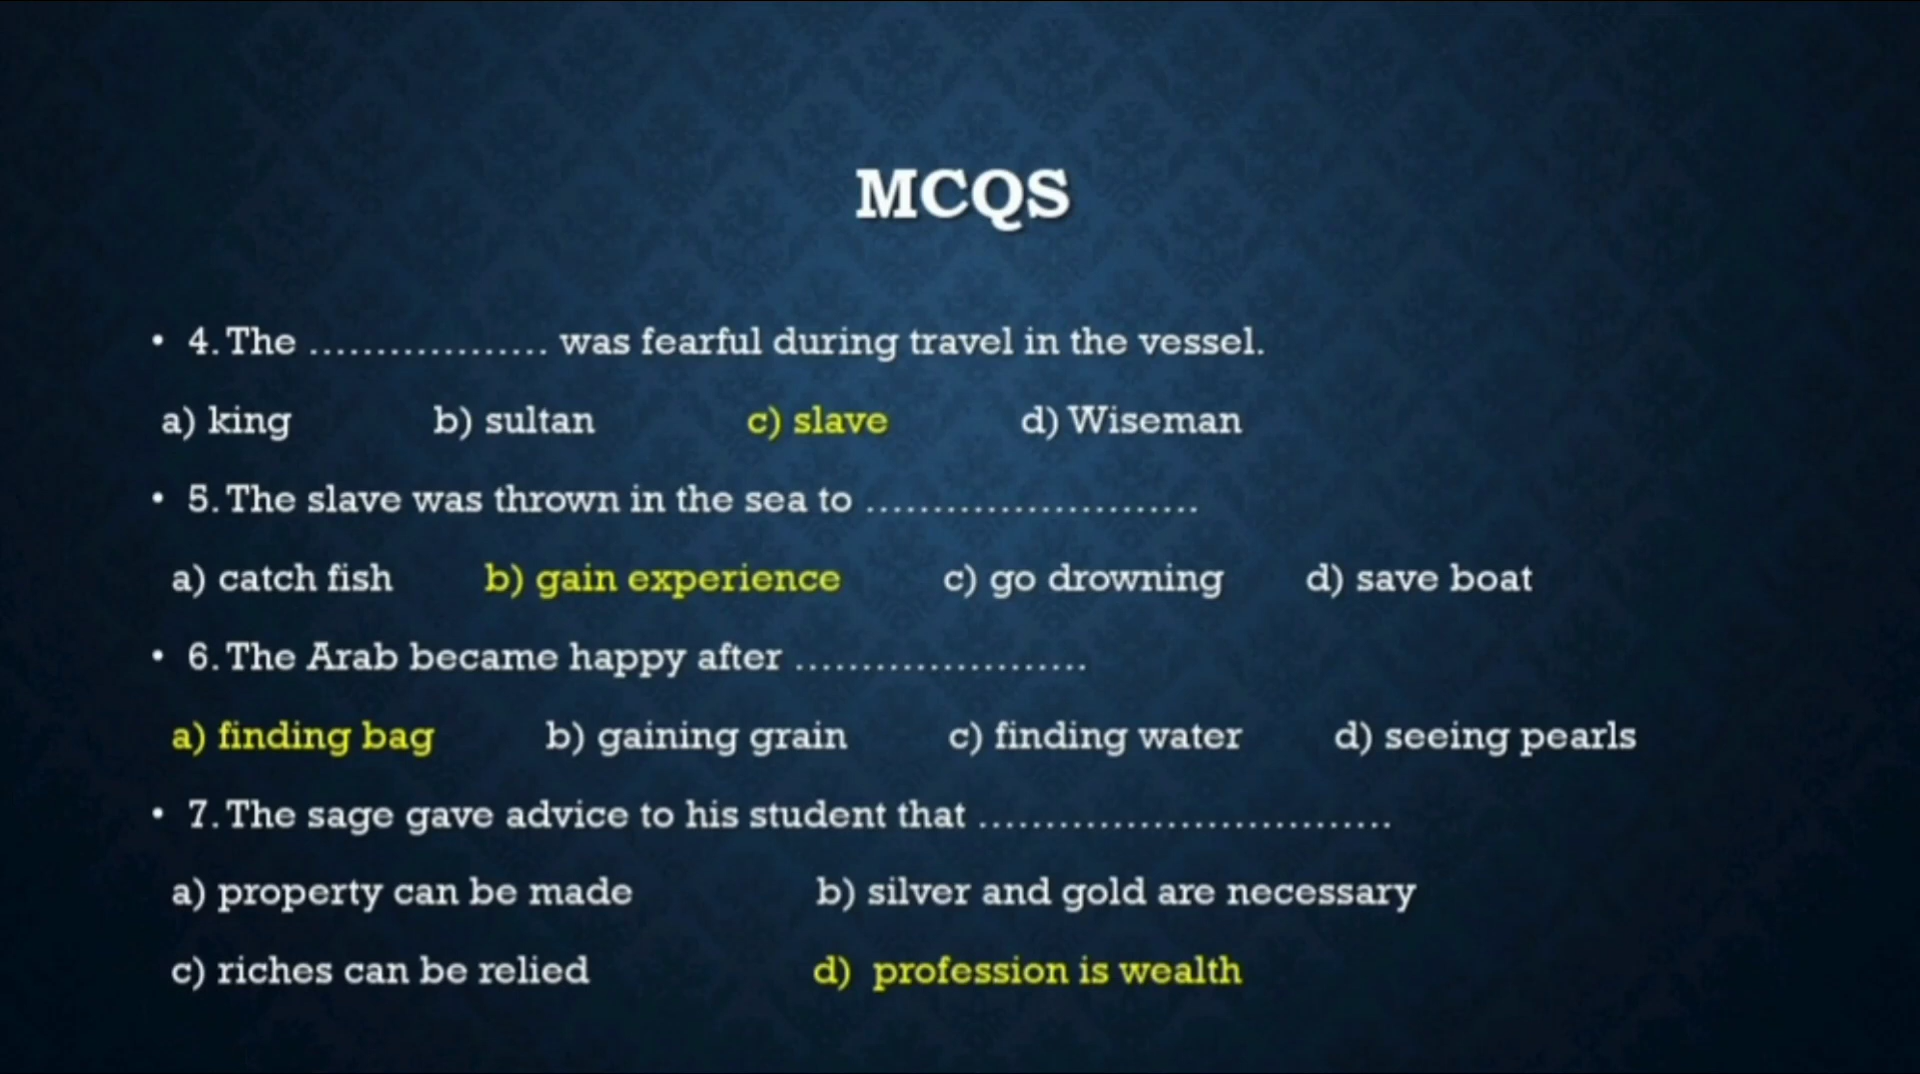 MCQS
• 4. The .................. was fearful during travel in the vessel.
a) king b) sultan c) slave d) Wiseman
• 5. The slave was thrown in the sea to .........................
a) catch fish b) gain experience c) go drowning d) save boat
• 6. The Arab became happy after ......................
a) finding bag b) gaining grain c) finding water d) seeing pearls
• 7. The sage gave advice to his student that ...............................
a) property can be made b) silver and gold are necessary
c) riches can be relied d) profession is wealth